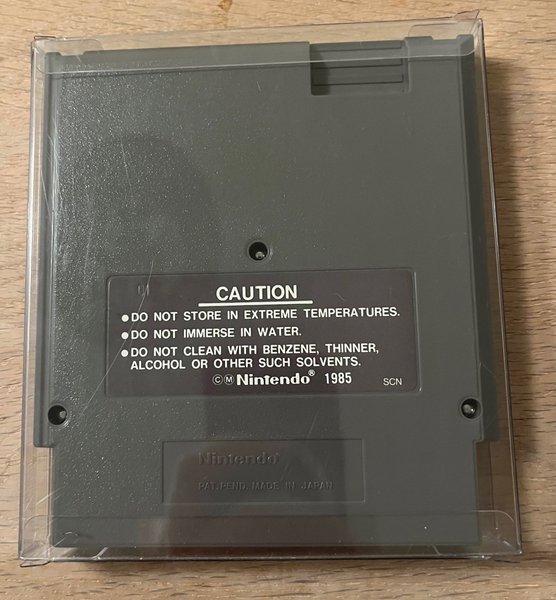 01
CAUTION
●DO NOT STORE IN EXTREME TEMPERATURES.
●DO NOT IMMERSE IN WATER.
●DO NOT CLEAN WITH BENZENE, THINNER,
ALCOHOL OR OTHER SUCH SOLVENTS.
©Ⓜ Nintendo® 1985 SCN
Nintendo®
PAT.PEND. MADE IN JAPAN